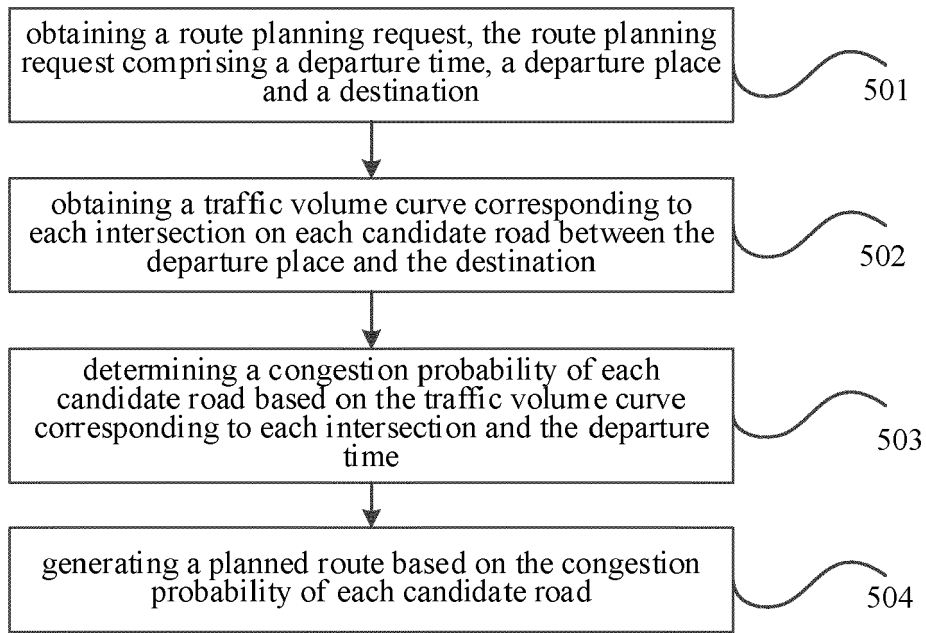 obtaining a route planning request, the route planning
request comprising a departure time, a departure place
and a destination
501
obtaining a traffic volume curve corresponding to
each intersection on each candidate road between the
departure place and the destination
502
determining a congestion probability of each
candidate road based on the traffic volume curve
corresponding to each intersection and the departure
time
503
generating a planned route based on the congestion
probability of each candidate road
504